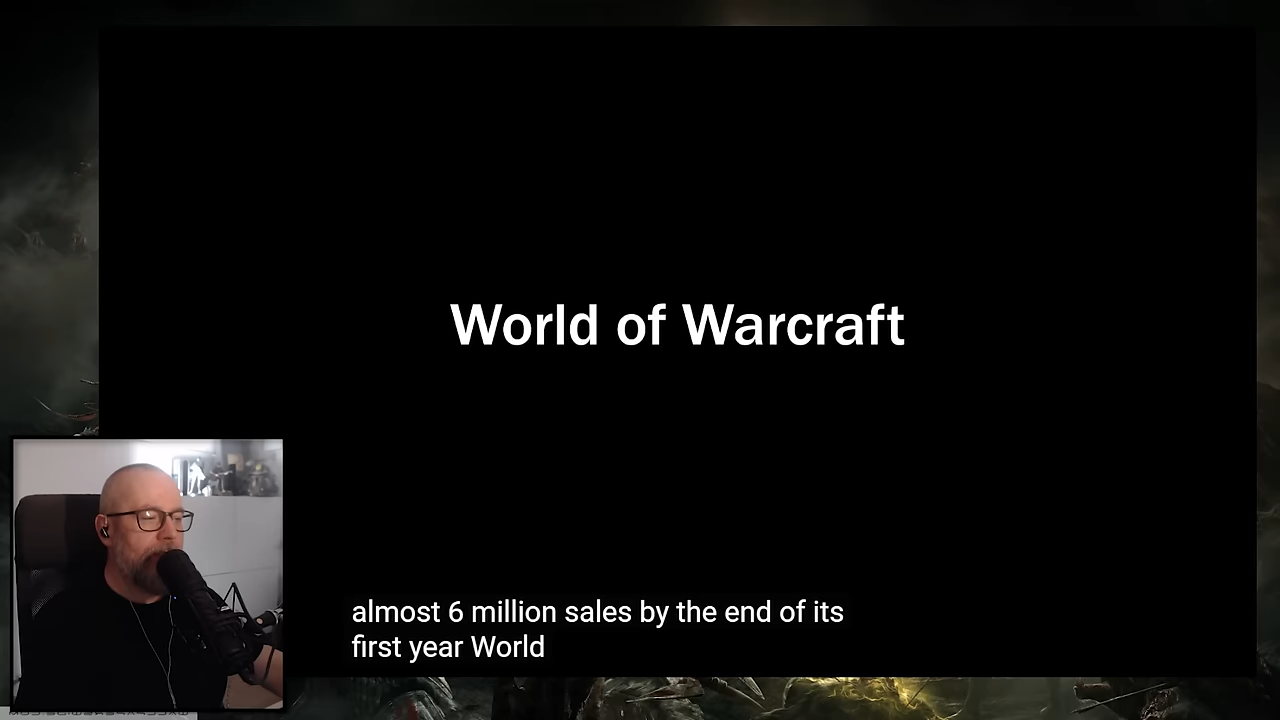 World of Warcraft
almost 6 million sales by the end of its
first year World